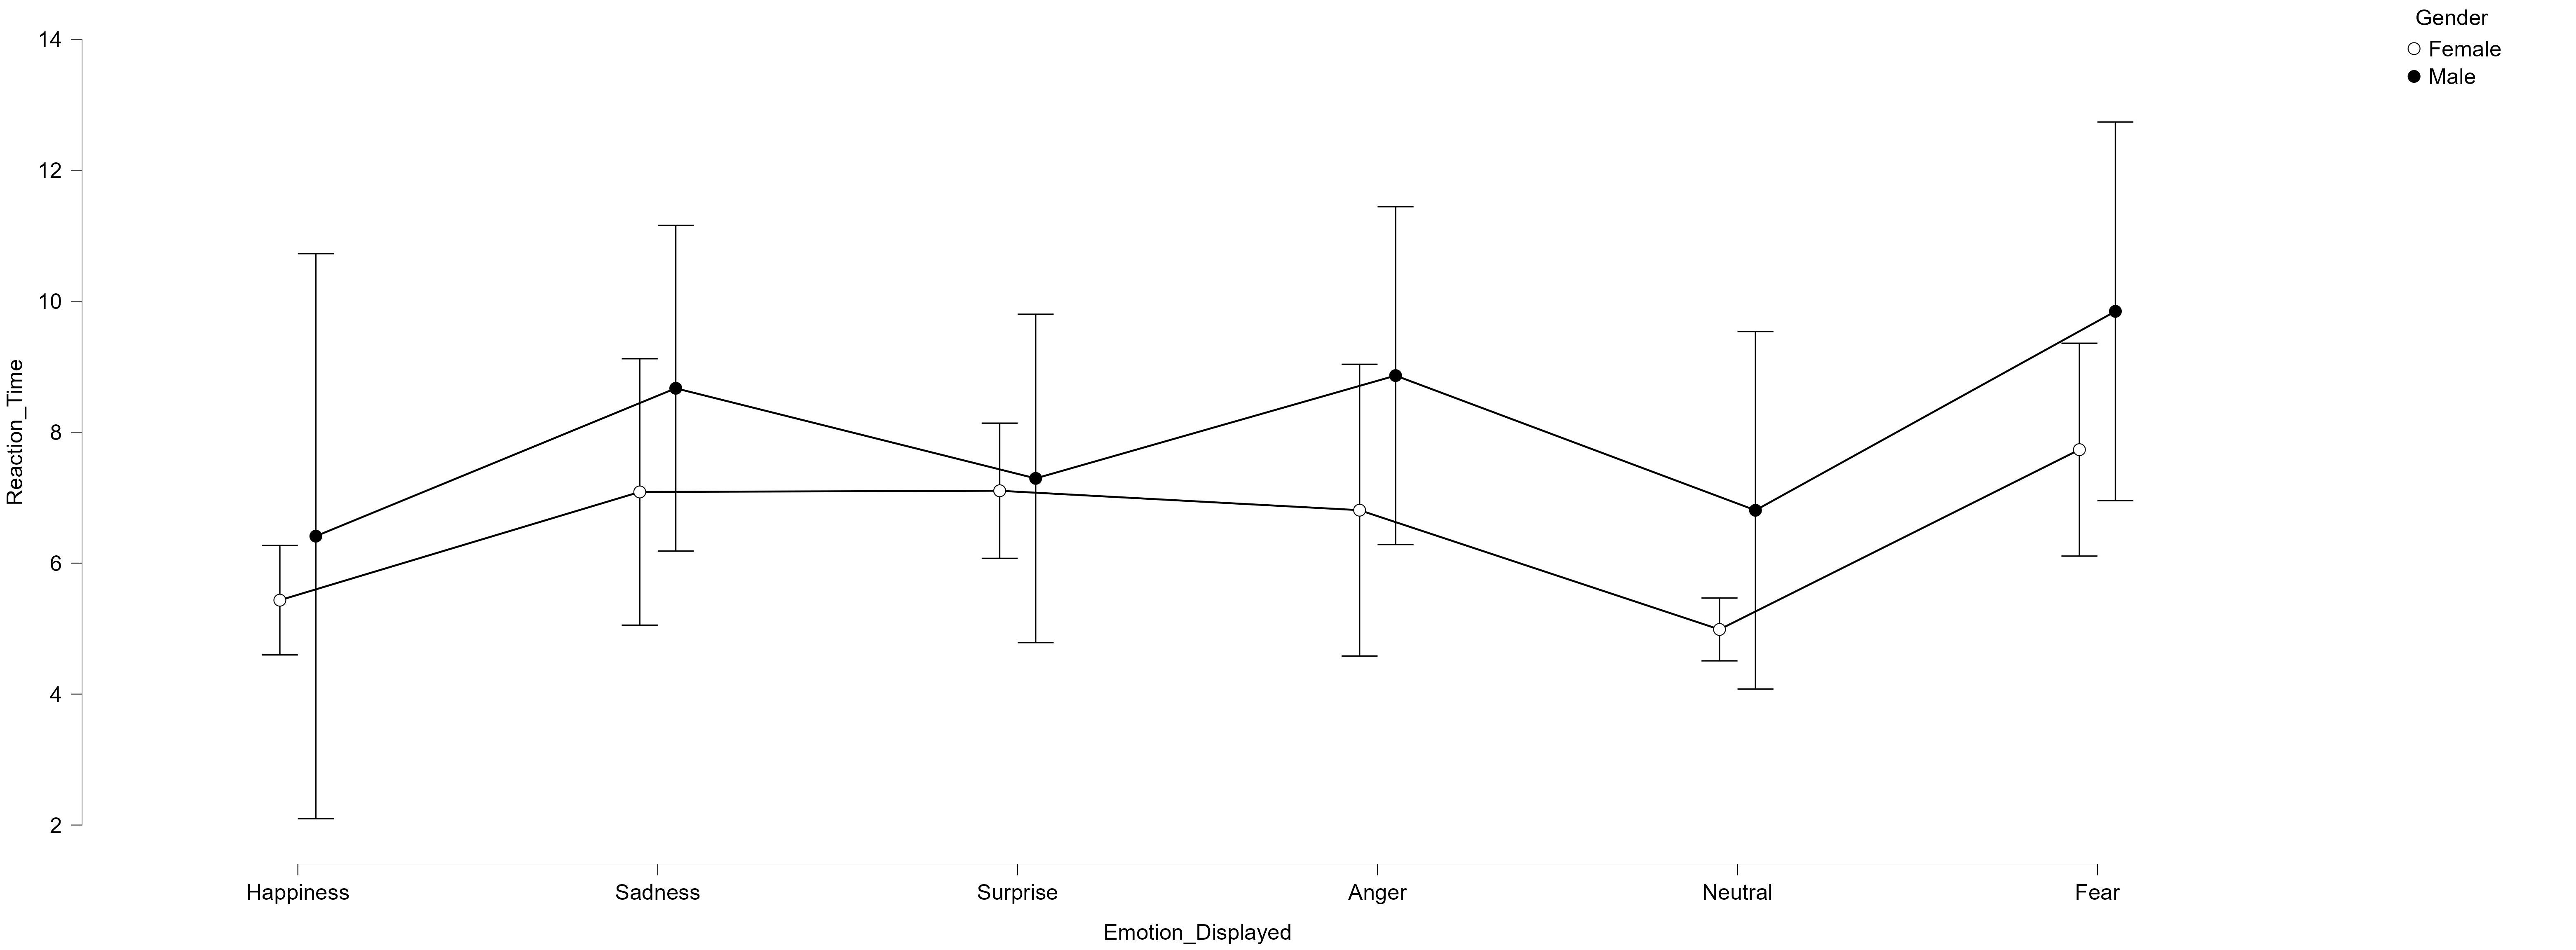 Gender
Female
Male
14
12
10
8
6
4
2
Reaction_Time
Happiness Sadness Surprise Anger Neutral Fear
Emotion_Displayed